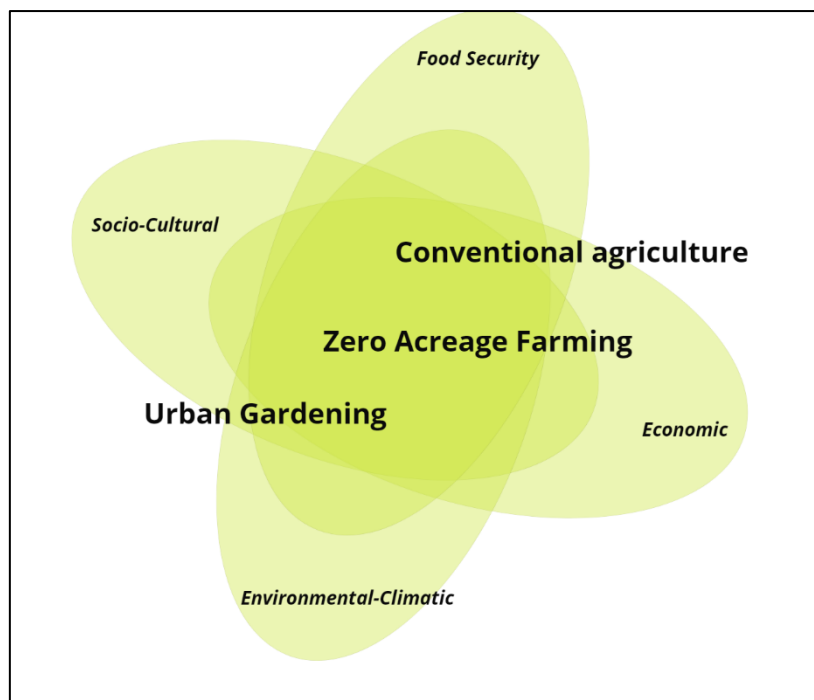 Food Security
Socio-Cultural
Conventional agriculture
Zero Acreage Farming
Urban Gardening
Economic
Environmental-Climatic